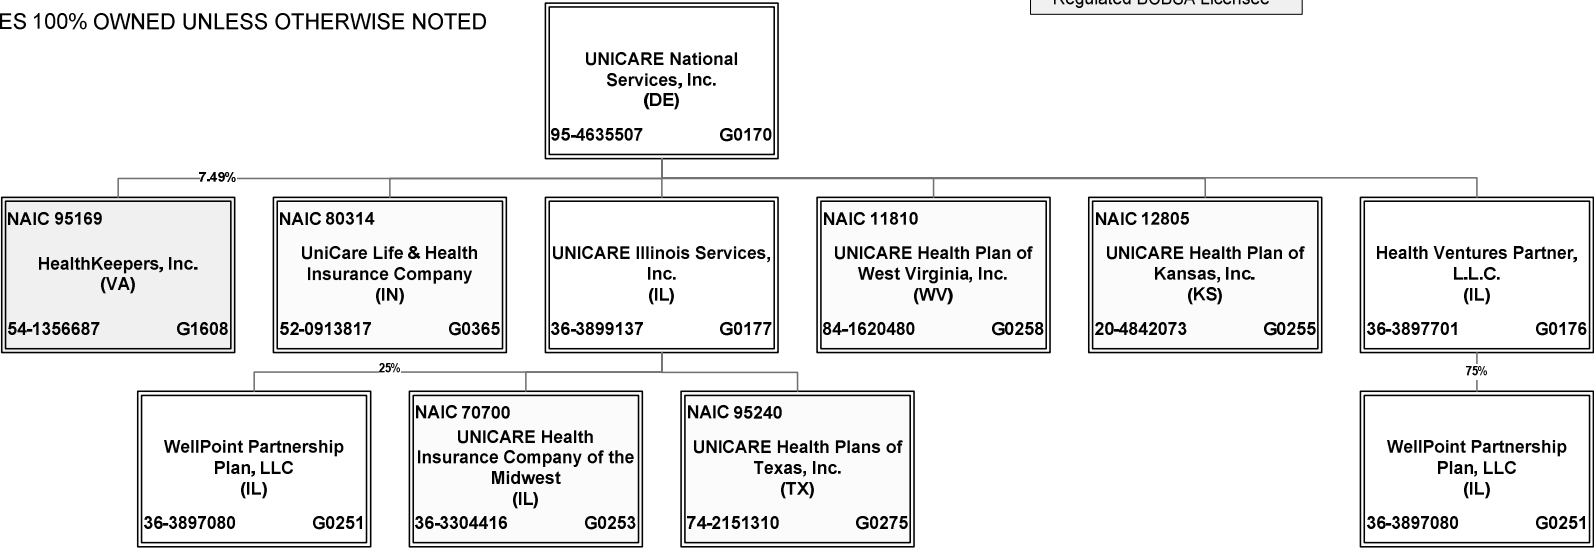 ES 100% OWNED UNLESS OTHERWISE NOTED
Regulated BCBSA Licensee
UNICARE National
Services, Inc.
(DE)
95-4635507 G0170
7.49%
NAIC 95169
HealthKeepers, Inc.
(VA)
54-1356687 G1608
NAIC 80314
UniCare Life & Health
Insurance Company
(IN)
52-0913817 G0365
UNICARE Illinois Services,
Inc.
(IL)
36-3899137 G0177
NAIC 11810
UNICARE Health Plan of
West Virginia, Inc.
(WV)
84-1620480 G0258
NAIC 12805
UNICARE Health Plan of
Kansas, Inc.
(KS)
20-4842073 G0255
Health Ventures Partner,
L.L.C.
(IL)
36-3897701 G0176
25%
75%
WellPoint Partnership
Plan, LLC
(IL)
36-3897080 G0251
NAIC 70700
UNICARE Health
Insurance Company of the
Midwest
(IL)
36-3304416 G0253
NAIC 95240
UNICARE Health Plans of
Texas, Inc.
(TX)
74-2151310 G0275
WellPoint Partnership
Plan, LLC
(IL)
36-3897080 G0251